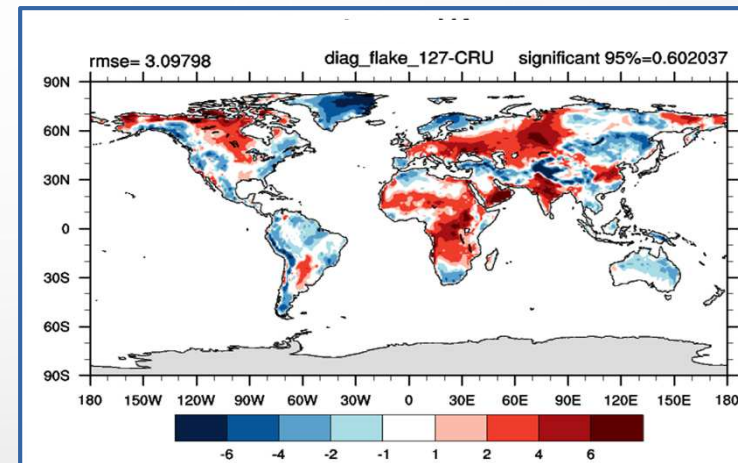 rmse= 3.09798 diag_flake_127-CRU significant 95%=0.602037
90N
60N
30N
0
30S
60S
90S
180 150W 120W 90W 60W 30W 0 30E 60E 90E 120E 150E 180
-6 -4 -2 -1 1 2 4 6